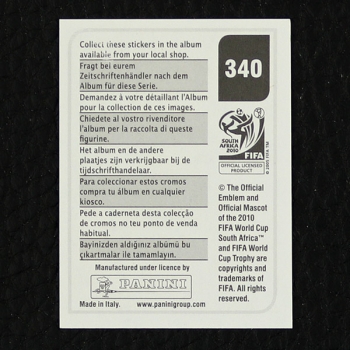 Collect these stickers in the album
available from your local shop.
Fragt bei eurem
Zeitschriftenhändler nach dem
Album für diese Serie.
Demandez à votre détaillant l'Album
pour la collection de ces images.
Chiedete al vostro rivenditore
l'album per la raccolta di queste
figurine.
Het album en de andere
plaatjes zijn verkrijgbaar bij de
tijdschrifthandelaar.
Para coleccionar estos cromos
compra tu álbum en cualquier
kiosco.
Pede a caderneta desta colecção
de cromos no teu ponto de venda
habitual.
Bayinizden aldığınız albümü bu
çıkartmalar ile tamamlayın.
Manufactured under licence by
PANINI
Made in Italy. www.paninigroup.com
340
SOUTH
AFRICA
2010
FIFA
OFFICIAL LICENSED
PRODUCT
© The Official
Emblem and
Official Mascot
of the 2010
FIFA World Cup
South Africa™
and FIFA World
Cup Trophy are
copyrights and
trademarks of
FIFA. All rights
reserved.